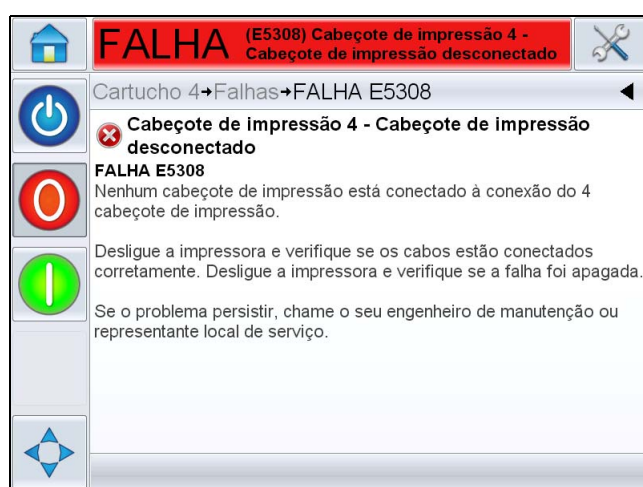 FALHA
(E5308) Cabeçote de impressão 4 -
Cabeçote de impressão desconectado
Cartucho 4→Falhas→FALHA E5308
Cabeçote de impressão 4 - Cabeçote de impressão
desconectado
FALHA E5308
Nenhum cabeçote de impressão está conectado à conexão do 4
cabeçote de impressão.
Desligue a impressora e verifique se os cabos estão conectados
corretamente. Desligue a impressora e verifique se a falha foi apagada.
Se o problema persistir, chame o seu engenheiro de manutenção ou
representante local de serviço.